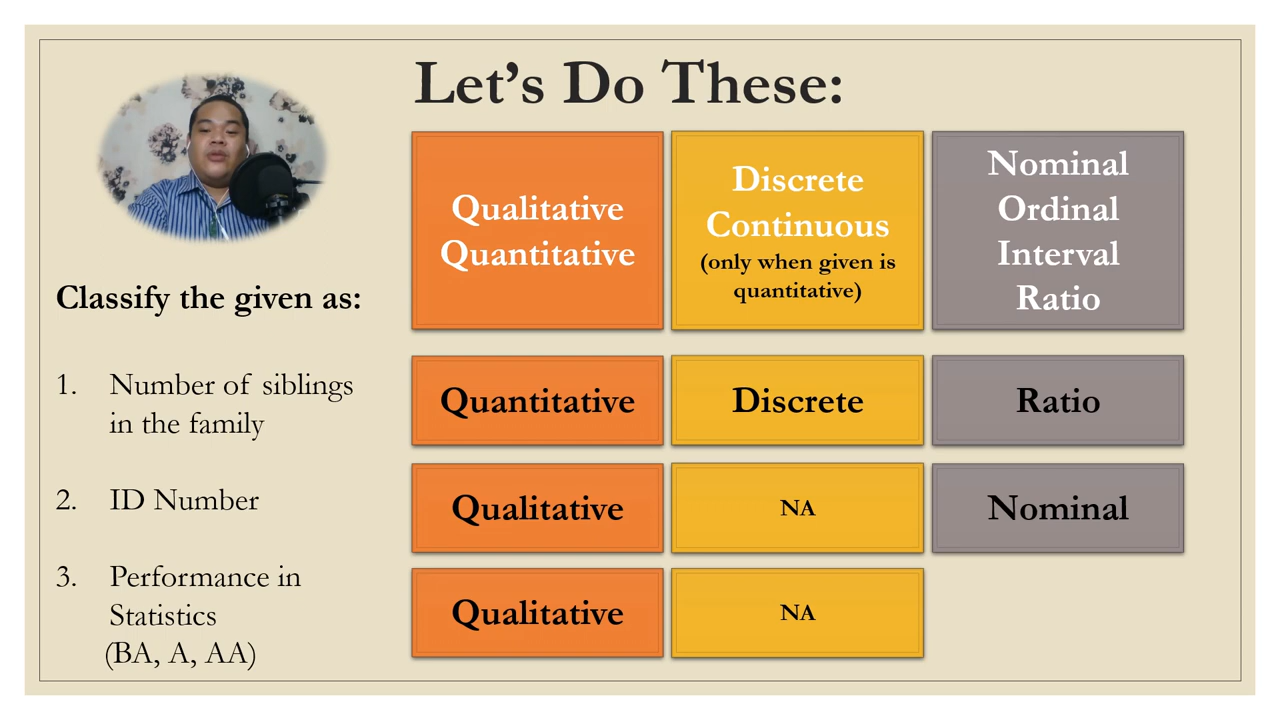 Let's Do These:
Qualitative
Quantitative
Discrete
Continuous
(only when given is
quantitative)
Nominal
Ordinal
Interval
Ratio
Classify the given as:
1. Number of siblings
in the family
Quantitative
Discrete
Ratio
2. ID Number
Qualitative
NA
Nominal
3. Performance in
Statistics
(BA, A, AA)
Qualitative
NA